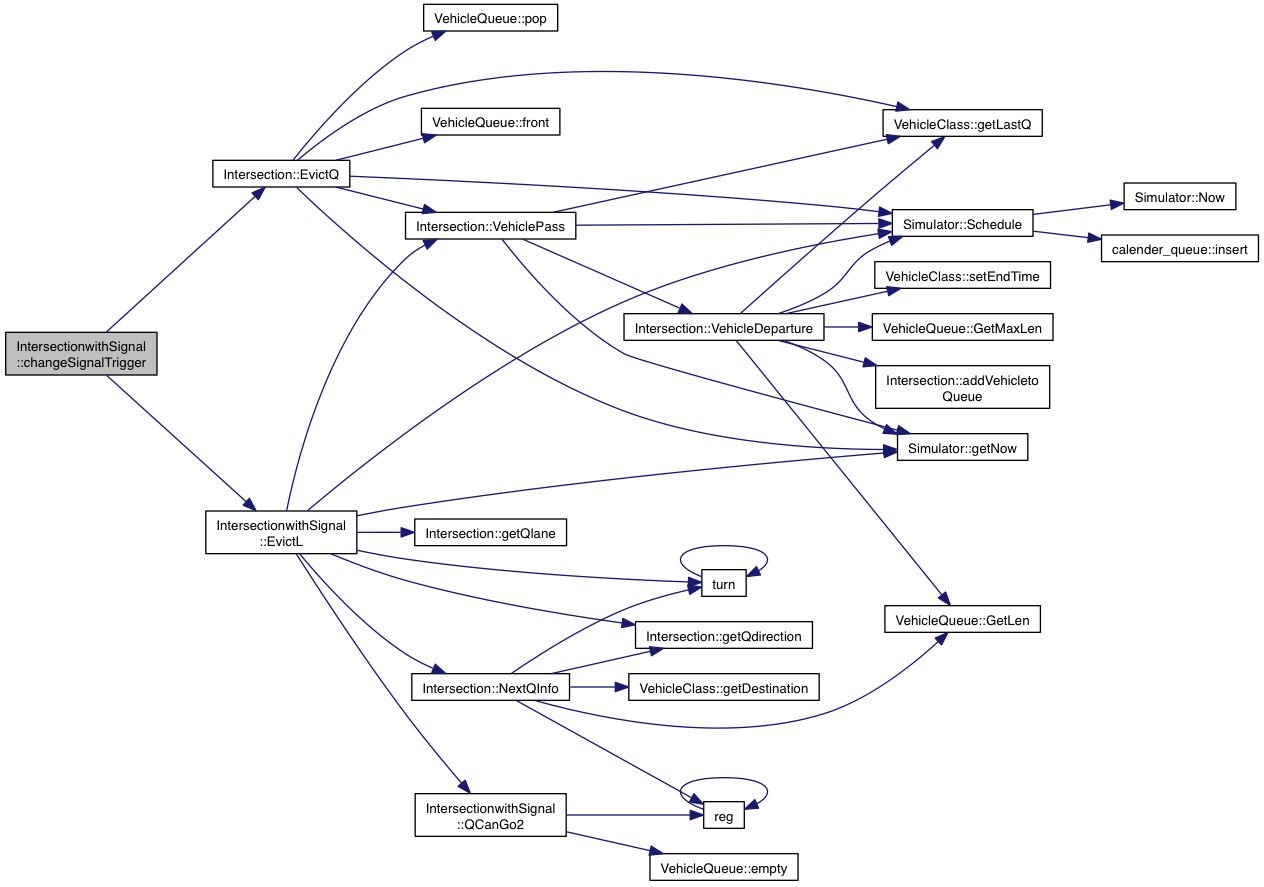 VehicleQueue::pop
VehicleQueue::front
VehicleClass::getLastQ
Intersection::EvictQ
Simulator::Now
Intersection::VehiclePass
Simulator::Schedule
calender_queue::insert
VehicleClass::setEndTime
Intersection::VehicleDeparture
VehicleQueue::GetMaxLen
IntersectionwithSignal
::changeSignalTrigger
Intersection::addVehicleto
Queue
Simulator::getNow
IntersectionwithSignal
::EvictL
Intersection::getQlane
turn
VehicleQueue::GetLen
Intersection::getQdirection
Intersection::NextQInfo
VehicleClass::getDestination
IntersectionwithSignal
::QCanGo2
reg
VehicleQueue::empty